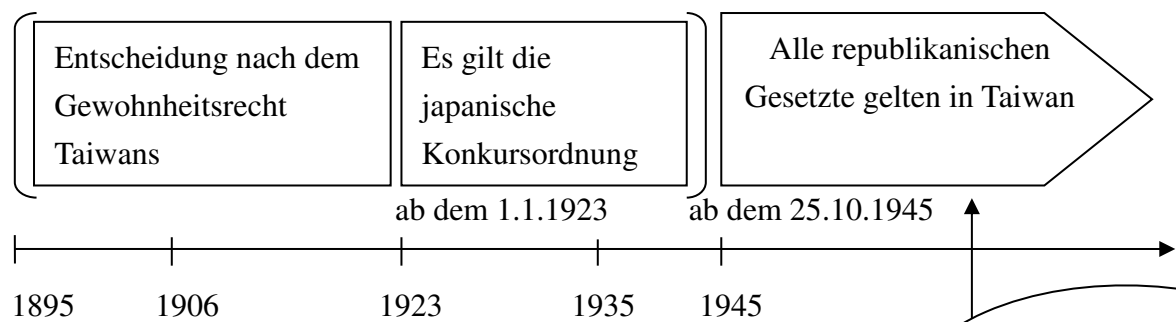 Entscheidung nach dem
Gewohnheitsrecht
Taiwans
Es gilt die
japanische
Konkursordnung
Alle republikanischen
Gesetzte gelten in Taiwan
ab dem 1.1.1923
ab dem 25.10.1945
1895
1906
1923
1935
1945